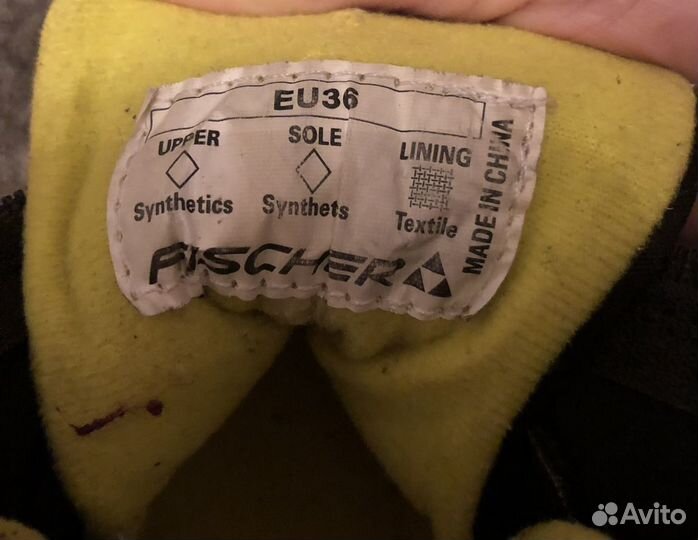 EU36
UPPER SOLE LINING
Synthetics Synthets Textile
FISCHER
MADE IN CHINA
Avito